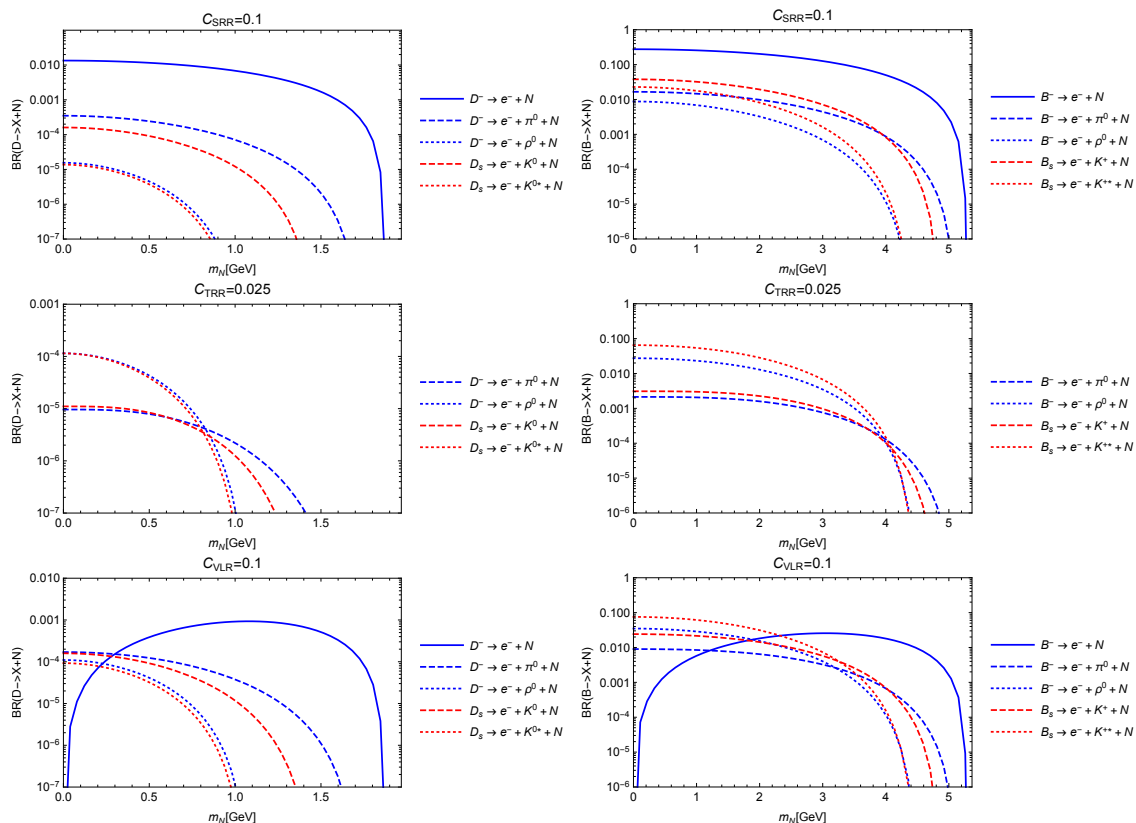 C_SRR=0.1
BR(D->X+N)
0.010
0.001
10^-4
10^-5
10^-6
10^-7
0.0 0.5 1.0 1.5
m_N[GeV]
D^- → e^- + N
D^- → e^- + π^0 + N
D^- → e^- + ρ^0 + N
D_s → e^- + K^0 + N
D_s → e^- + K^0* + N
C_SRR=0.1
BR(B->X+N)
1
0.100
0.010
0.001
10^-4
10^-5
10^-6
0 1 2 3 4 5
m_N[GeV]
B^- → e^- + N
B^- → e^- + π^0 + N
B^- → e^- + ρ^0 + N
B_s → e^- + K^+ + N
B_s → e^- + K^+* + N
C_TRR=0.025
BR(D->X+N)
0.001
10^-4
10^-5
10^-6
10^-7
0.0 0.5 1.0 1.5
m_N[GeV]
D^- → e^- + π^0 + N
D^- → e^- + ρ^0 + N
D_s → e^- + K^0 + N
D_s → e^- + K^0* + N
C_TRR=0.025
BR(B->X+N)
1
0.100
0.010
0.001
10^-4
10^-5
10^-6
0 1 2 3 4 5
m_N[GeV]
B^- → e^- + π^0 + N
B^- → e^- + ρ^0 + N
B_s → e^- + K^+ + N
B_s → e^- + K^+* + N
C_VLR=0.1
BR(D->X+N)
0.010
0.001
10^-4
10^-5
10^-6
10^-7
0.0 0.5 1.0 1.5
m_N[GeV]
D^- → e^- + N
D^- → e^- + π^0 + N
D^- → e^- + ρ^0 + N
D_s → e^- + K^0 + N
D_s → e^- + K^0* + N
C_VLR=0.1
BR(B->X+N)
1
0.100
0.010
0.001
10^-4
10^-5
10^-6
0 1 2 3 4 5
m_N[GeV]
B^- → e^- + N
B^- → e^- + π^0 + N
B^- → e^- + ρ^0 + N
B_s → e^- + K^+ + N
B_s → e^- + K^+* + N